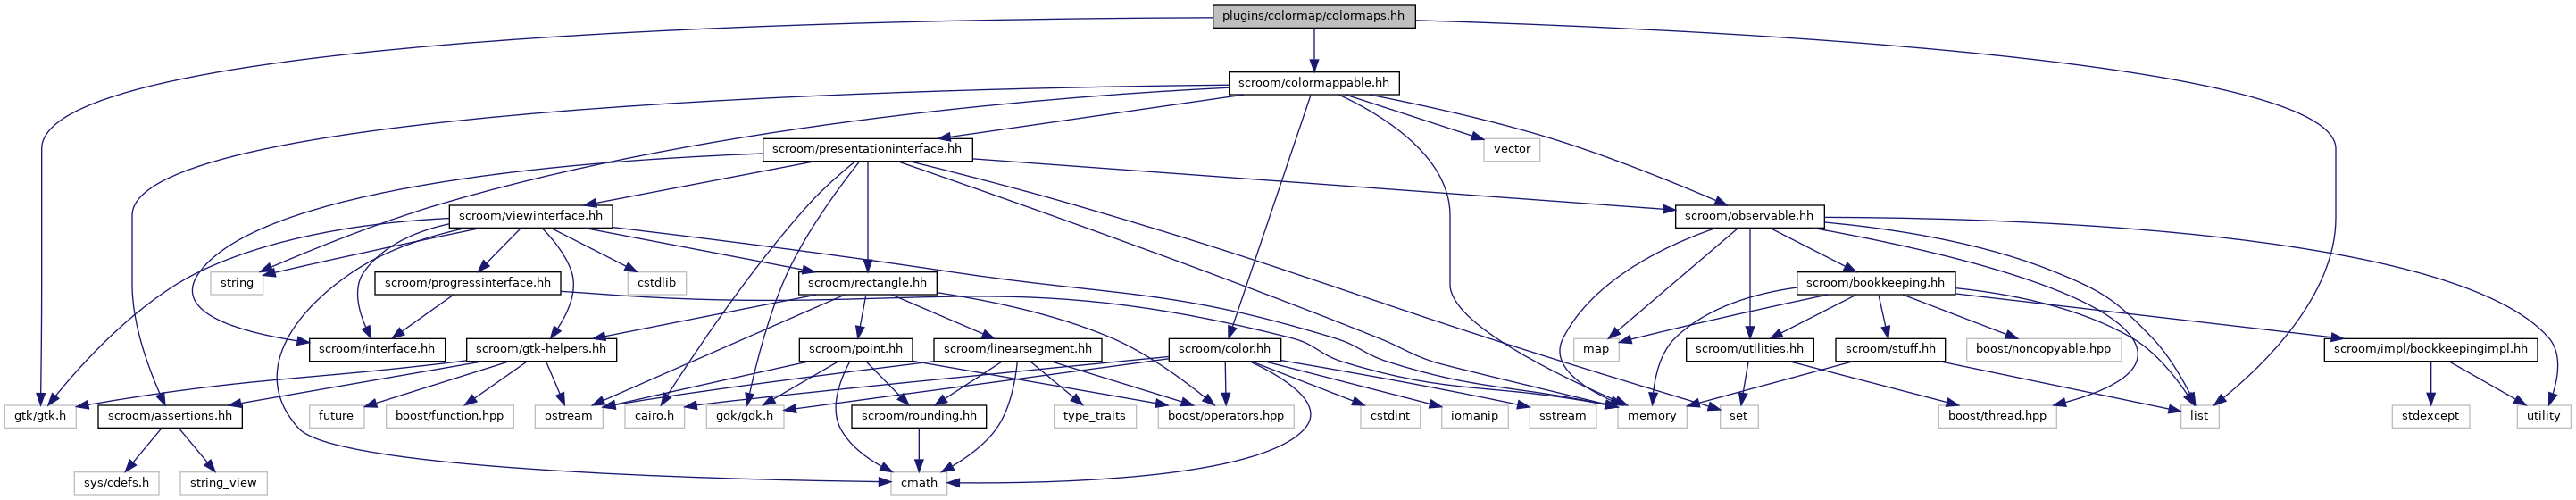 plugins/colormap/colormaps.hh
scroom/colormappable.hh
scroom/presentationinterface.hh
vector
scroom/viewinterface.hh
scroom/observable.hh
string
scroom/progressinterface.hh
cstdlib
scroom/rectangle.hh
scroom/bookkeeping.hh
scroom/interface.hh
scroom/gtk-helpers.hh
scroom/point.hh
scroom/linearsegment.hh
scroom/color.hh
map
scroom/utilities.hh
scroom/stuff.hh
boost/noncopyable.hpp
scroom/impl/bookkeepingimpl.hh
gtk/gtk.h
scroom/assertions.hh
future
boost/function.hpp
ostream
cairo.h
gdk/gdk.h
scroom/rounding.hh
type_traits
boost/operators.hpp
cstdint
iomanip
sstream
memory
set
boost/thread.hpp
list
stdexcept
utility
sys/cdefs.h
string_view
cmath